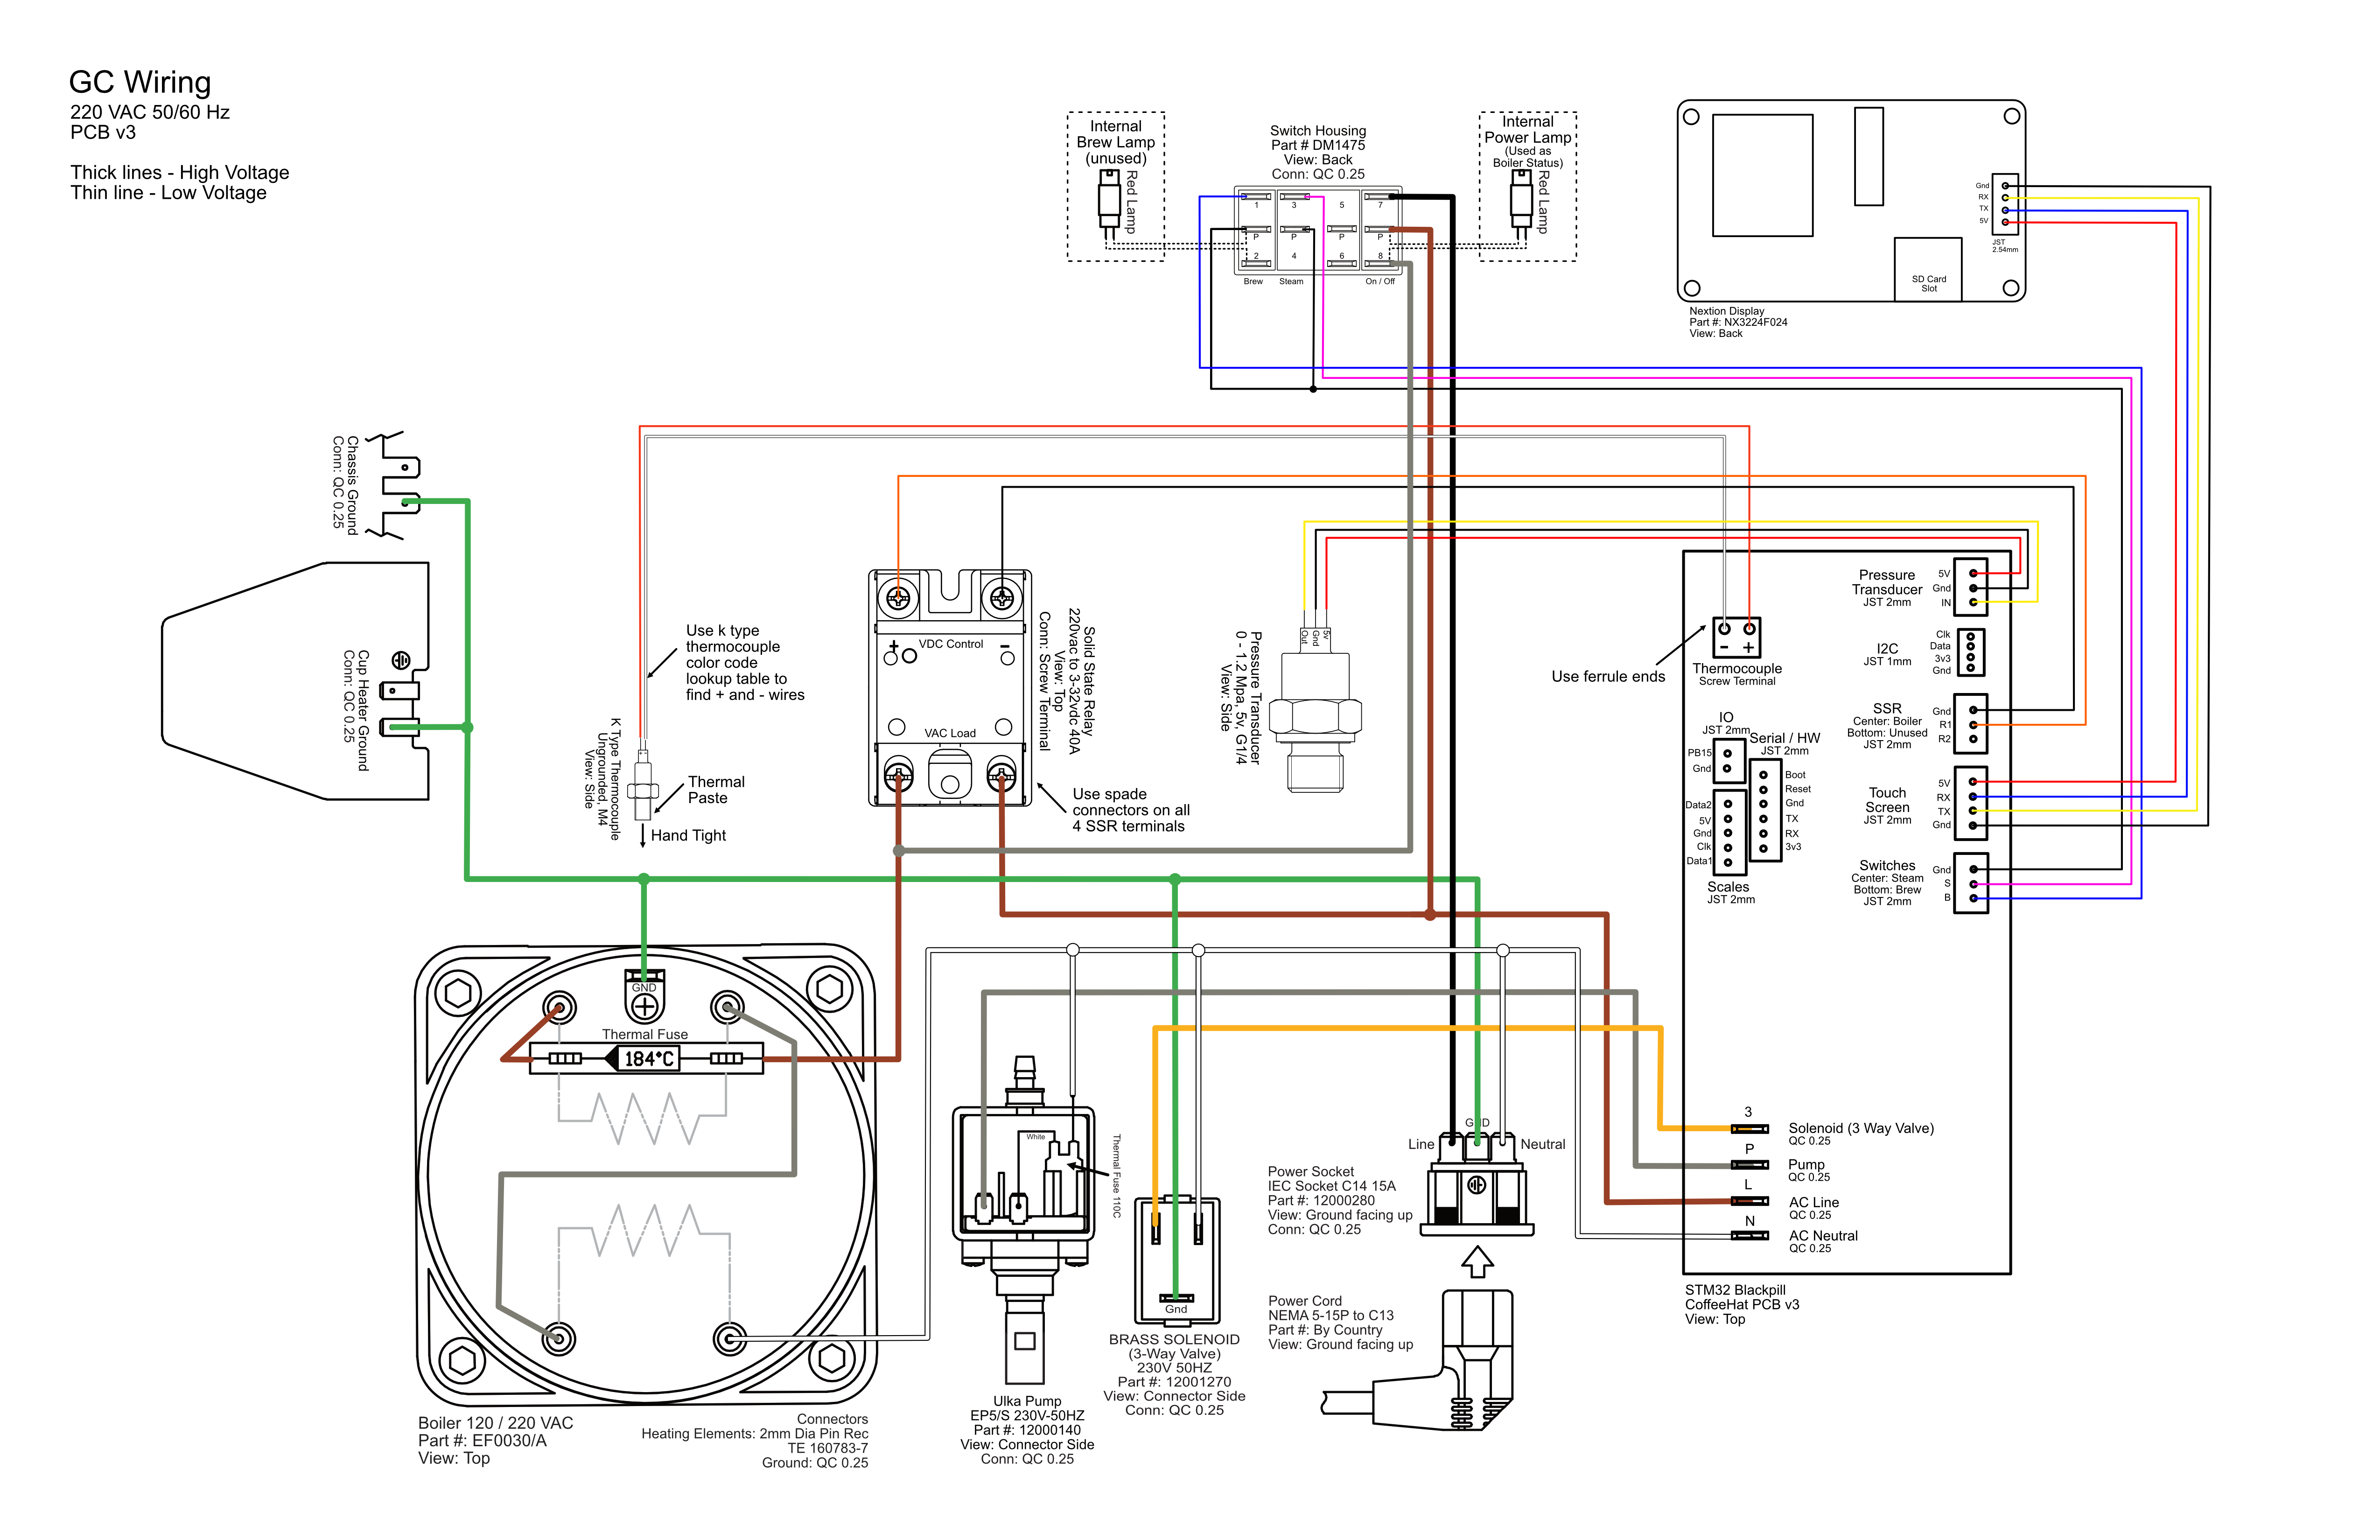 GC Wiring
220 VAC 50/60 Hz
PCB v3
Thick lines - High Voltage
Thin line - Low Voltage
Internal
Brew Lamp
(unused)
Red Lamp
Switch Housing
Part # DM1475
View: Back
Conn: QC 0.25
1
3
5
7
P
P
P
P
2
4
6
8
Brew
Steam
On / Off
Internal
Power Lamp
(Used as
Boiler Status)
Red Lamp
Gnd
RX
TX
5V
JST
2.54mm
SD Card
Slot
Nextion Display
Part #: NX3224F024
View: Back
Chassis Ground
Conn: QC 0.25
Cup Heater Ground
Conn: QC 0.25
Use k type
thermocouple
color code
lookup table to
find + and - wires
K Type Thermocouple
Ungrounded, M4
View: Side
Thermal
Paste
Hand Tight
+
VDC Control
-
VAC Load
Solid State Relay
220vac to 3-32vdc 40A
View: Top
Conn: Screw Terminal
Use spade
connectors on all
4 SSR terminals
Out
Gnd
5v
Pressure Transducer
0 - 1.2 Mpa, 5v, G1/4
View: Side
Use ferrule ends
- +
Thermocouple
Screw Terminal
Pressure
Transducer
JST 2mm
5V
Gnd
IN
I2C
JST 1mm
Clk
Data
3v3
Gnd
SSR
Center: Boiler
Bottom: Unused
JST 2mm
Gnd
R1
R2
IO
JST 2mm
PB15
Gnd
Serial / HW
JST 2mm
Boot
Reset
Gnd
TX
RX
3v3
Data2
5V
Gnd
Clk
Data1
Scales
JST 2mm
Touch
Screen
JST 2mm
5V
RX
TX
Gnd
Switches
Center: Steam
Bottom: Brew
JST 2mm
Gnd
S
B
3
Solenoid (3 Way Valve)
QC 0.25
P
Pump
QC 0.25
L
AC Line
QC 0.25
N
AC Neutral
QC 0.25
STM32 Blackpill
CoffeeHat PCB v3
View: Top
GND
Thermal Fuse
184°C
Boiler 120 / 220 VAC
Part #: EF0030/A
View: Top
Connectors
Heating Elements: 2mm Dia Pin Rec
TE 160783-7
Ground: QC 0.25
White
Thermal Fuse 110C
Ulka Pump
EP5/S 230V-50HZ
Part #: 12000140
View: Connector Side
Conn: QC 0.25
Gnd
BRASS SOLENOID
(3-Way Valve)
230V 50HZ
Part #: 12001270
View: Connector Side
Conn: QC 0.25
GND
Line
Neutral
Power Socket
IEC Socket C14 15A
Part #: 12000280
View: Ground facing up
Conn: QC 0.25
Power Cord
NEMA 5-15P to C13
Part #: By Country
View: Ground facing up